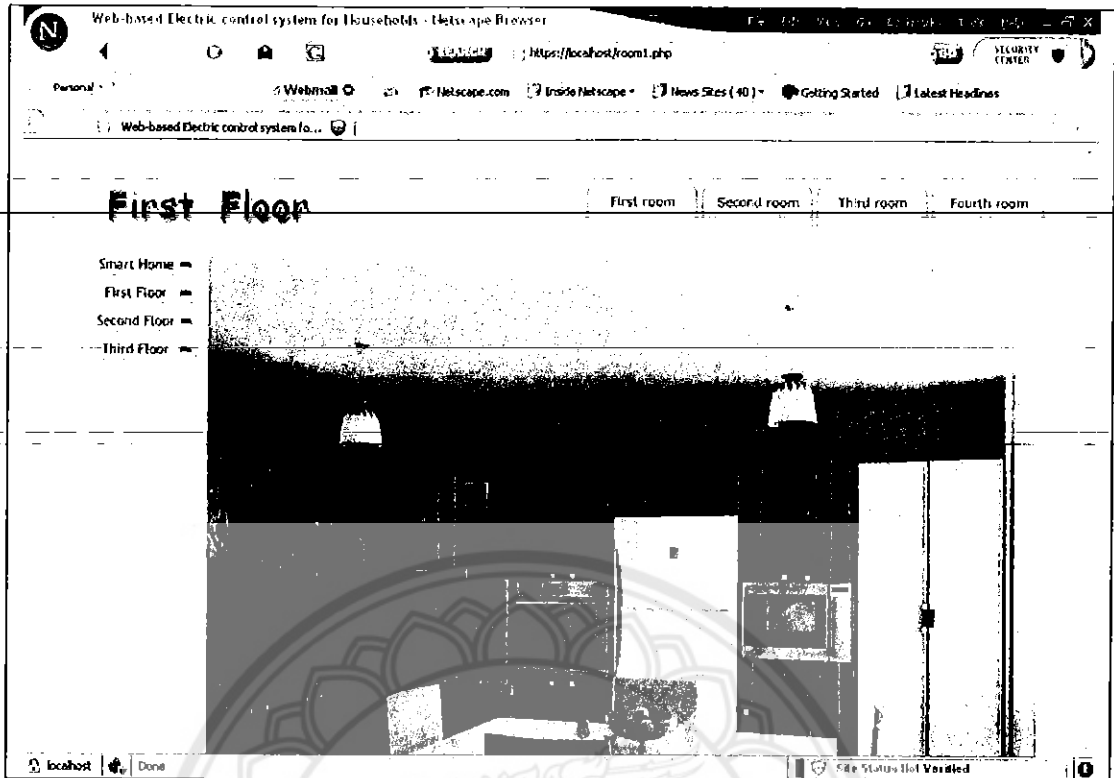 N
Web-based Electric control system for Households - Netscape Browser
SEARCH https://localhost/room1.php SECURITY CENTER
Personal Webmail Netscape.com Inside Netscape News Sites (40) Getting Started Latest Headlines
Web-based Electric control system fo...
First Floor
First room Second room Third room Fourth room
Smart Home
First Floor
Second Floor
Third Floor
localhost Done Site Status Not Verified